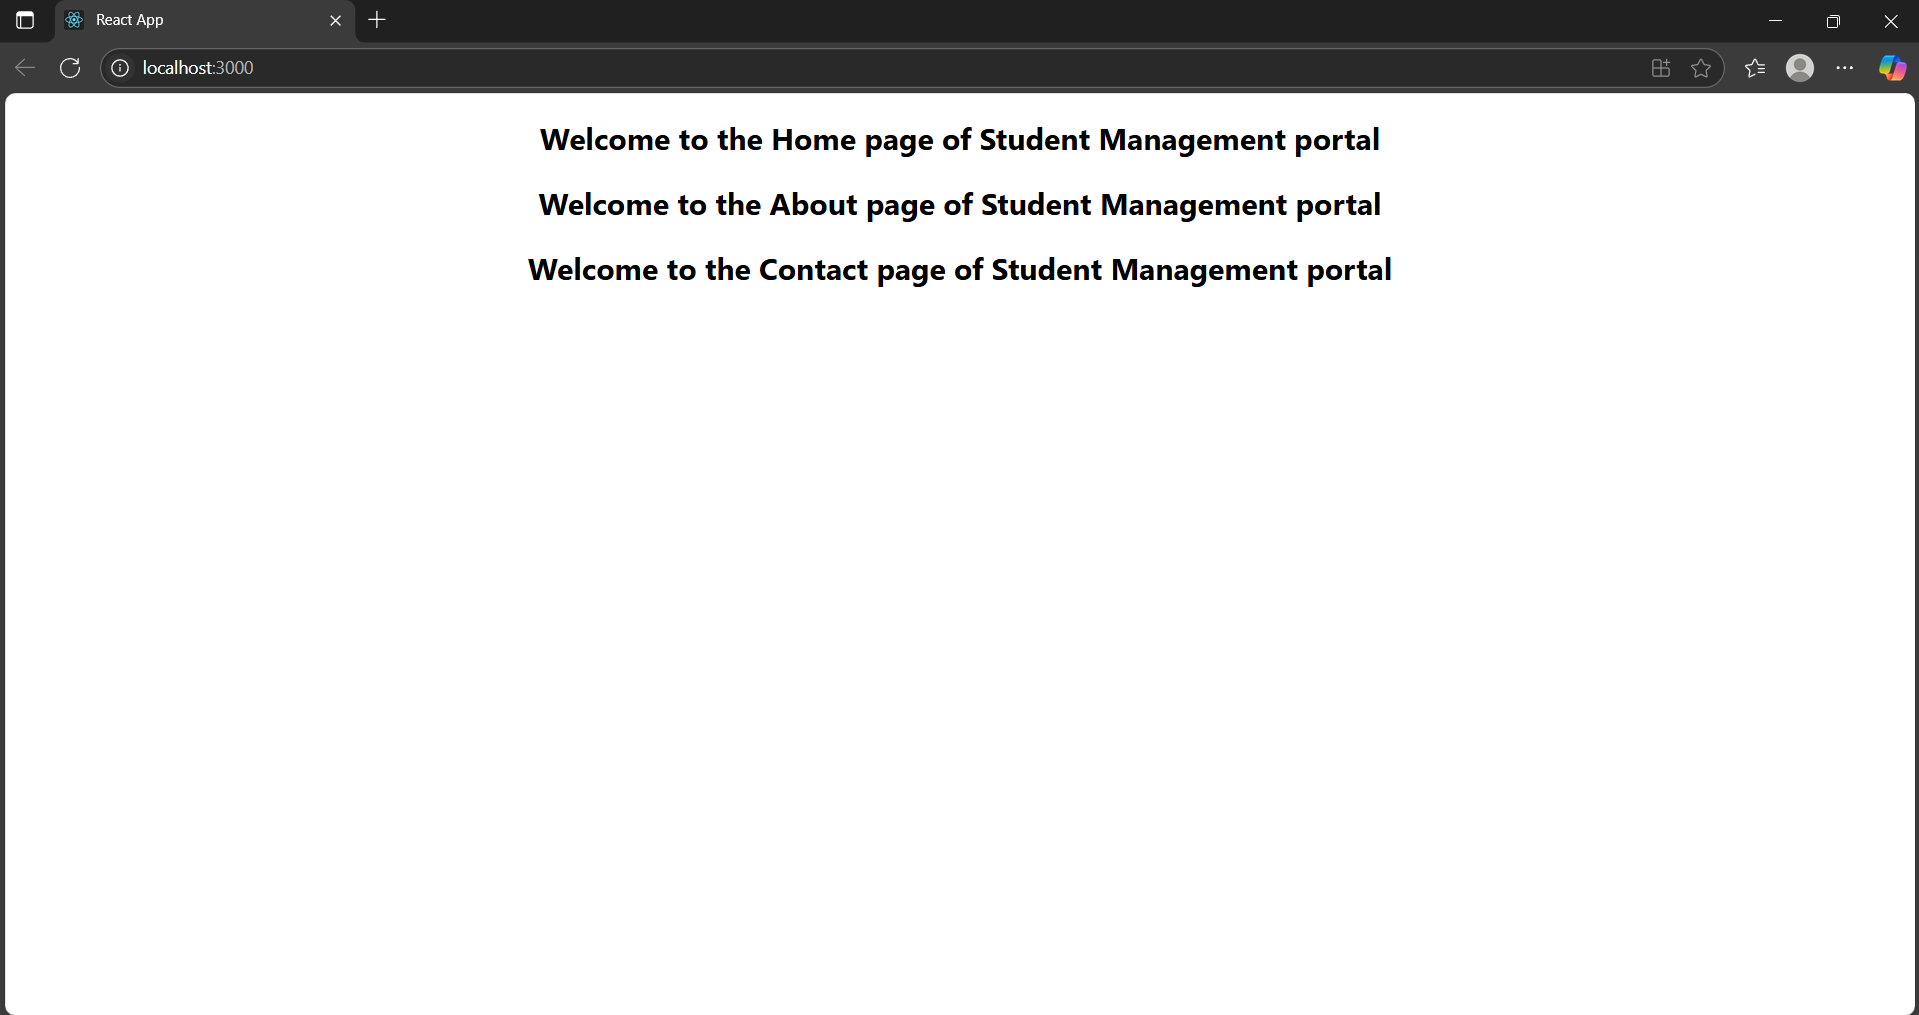 React App
localhost:3000
Welcome to the Home page of Student Management portal
Welcome to the About page of Student Management portal
Welcome to the Contact page of Student Management portal